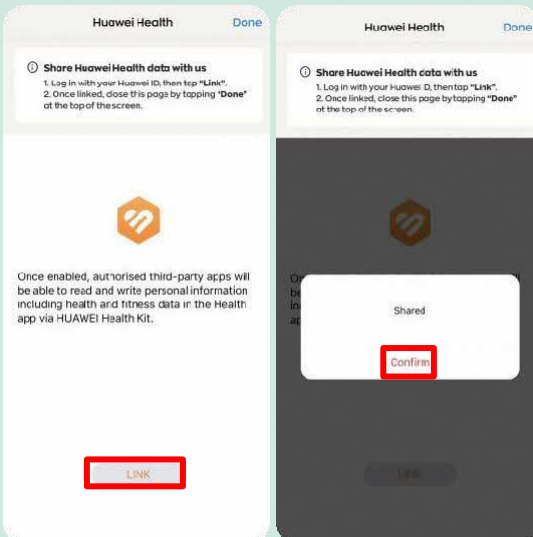 Huawei Health Done
Share Huawei Health data with us
1. Log in with your Huawei ID, then tap "Link".
2. Once linked, close this page by tapping "Done"
at the top of the screen.
Once enabled, authorised third-party apps will
be able to read and write personal information
including health and fitness data in the Health
app via HUAWEI Health Kit.
LINK
Huawei Health Done
Share Huawei Health data with us
1. Log in with your Huawei ID, then tap "Link".
2. Once linked, close this page by tapping "Done"
at the top of the screen.
Shared
Confirm
LINK